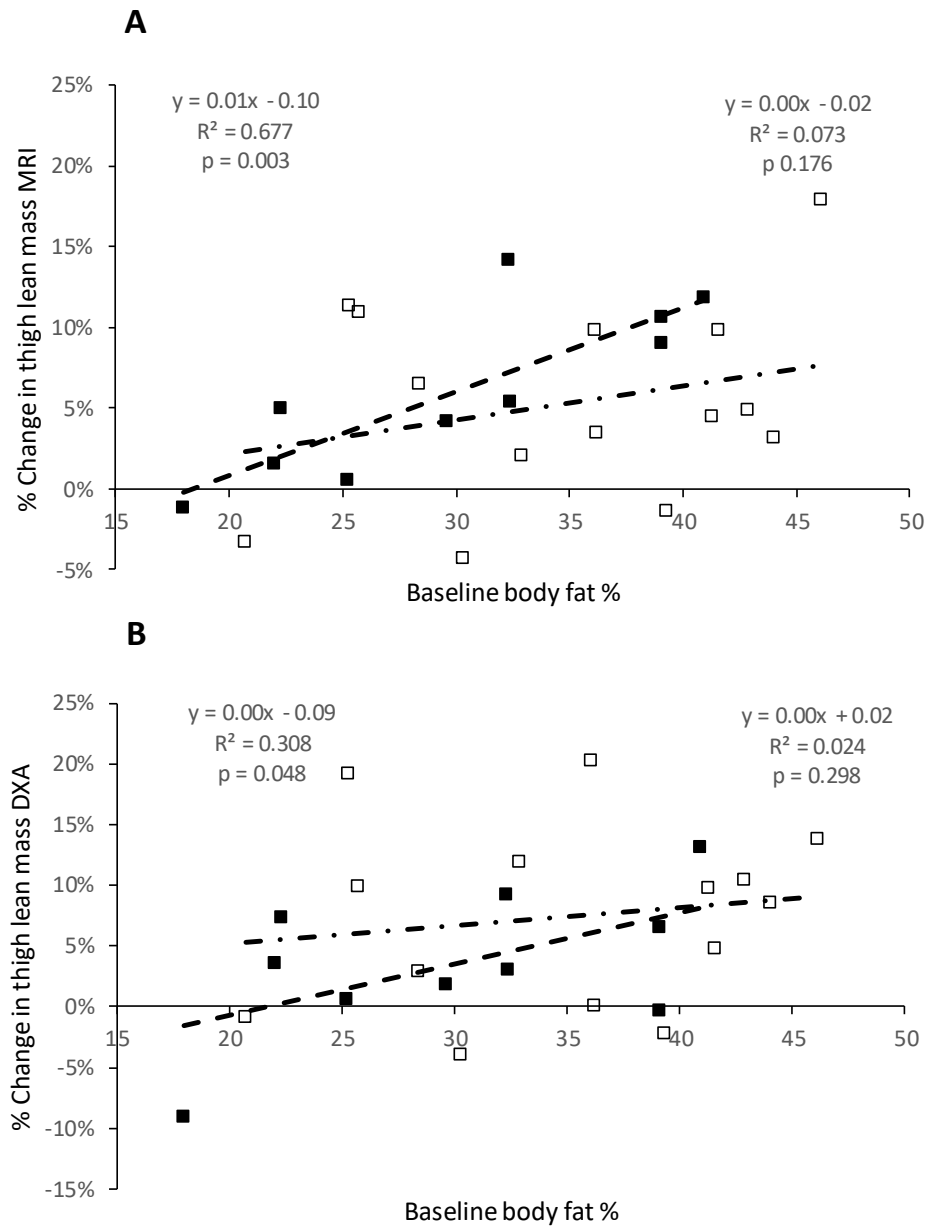 A
25%
20%
15%
10%
5%
0%
-5%
% Change in thigh lean mass MRI
y = 0.01x - 0.10
R² = 0.677
p = 0.003
y = 0.00x - 0.02
R² = 0.073
p 0.176
15 20 25 30 35 40 45 50
Baseline body fat %
B
25%
20%
15%
10%
5%
0%
-5%
-10%
-15%
% Change in thigh lean mass DXA
y = 0.00x - 0.09
R² = 0.308
p = 0.048
y = 0.00x + 0.02
R² = 0.024
p = 0.298
15 20 25 30 35 40 45 50
Baseline body fat %